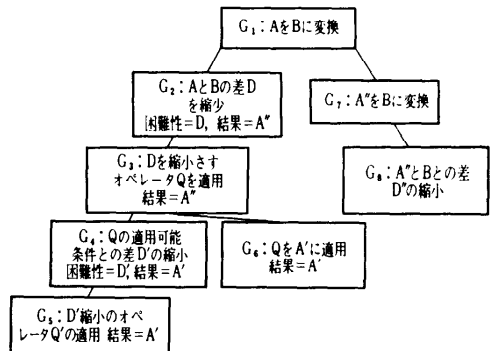 G₁：AをBに変換
G₂：AとBの差D
を縮少
困難性＝D, 結果＝A″
G₇：A″をBに変換
G₃：Dを縮小さす
オペレータQを適用
結果＝A″
G₈：A″とBとの差
D″の縮小
G₄：Qの適用可能
条件との差D′の縮小
困難性＝D′, 結果＝A′
G₆：QをA′に適用
結果＝A′
G₅：D′縮小のオペ
レータQ′の適用 結果＝A′